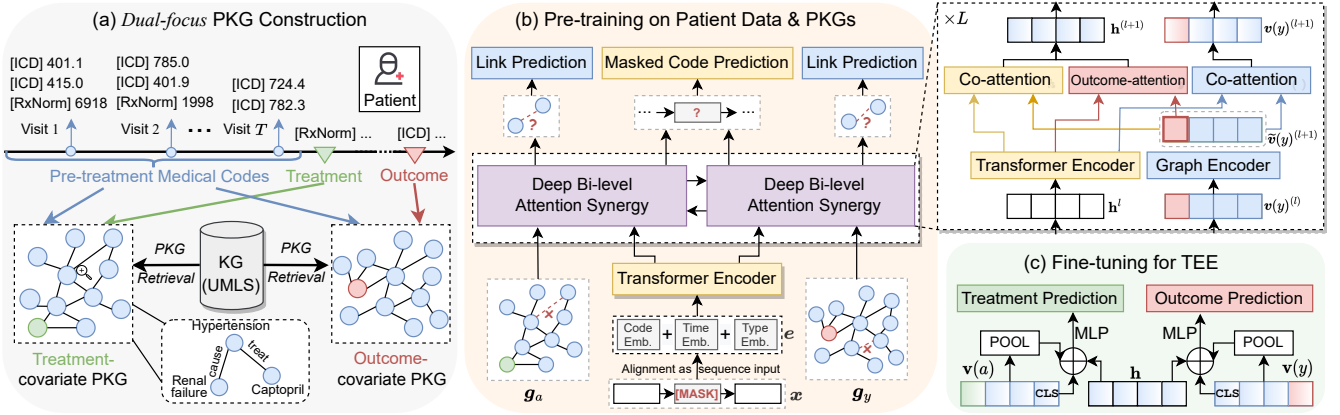 (a) Dual-focus PKG Construction
[ICD] 401.1
[ICD] 415.0
[RxNorm] 6918
[ICD] 785.0
[ICD] 401.9
[RxNorm] 1998
[ICD] 724.4
[ICD] 782.3
Patient
Visit 1
Visit 2
...
Visit T
[RxNorm] ...
[ICD] ...
Pre-treatment Medical Codes
Treatment
Outcome
PKG
Retrieval
KG
(UMLS)
PKG
Retrieval
Treatment-
covariate PKG
Hypertension
cause
treat
Renal
failure
Captopril
Outcome-
covariate PKG
(b) Pre-training on Patient Data & PKGs
Link Prediction
Masked Code Prediction
Link Prediction
?
... ? ...
?
Deep Bi-level
Attention Synergy
Deep Bi-level
Attention Synergy
Transformer Encoder
Code
Emb.
+
Time
Emb.
+
Type
Emb.
e
Alignment as sequence input
[MASK]
x
g_a
g_y
×L
h^(l+1)
v(y)^(l+1)
Co-attention
Outcome-attention
Co-attention
ṽ(y)^(l+1)
Transformer Encoder
Graph Encoder
h^l
v(y)^(l)
(c) Fine-tuning for TEE
Treatment Prediction
Outcome Prediction
MLP
MLP
POOL
POOL
v(a)
h
v(y)
CLS
CLS